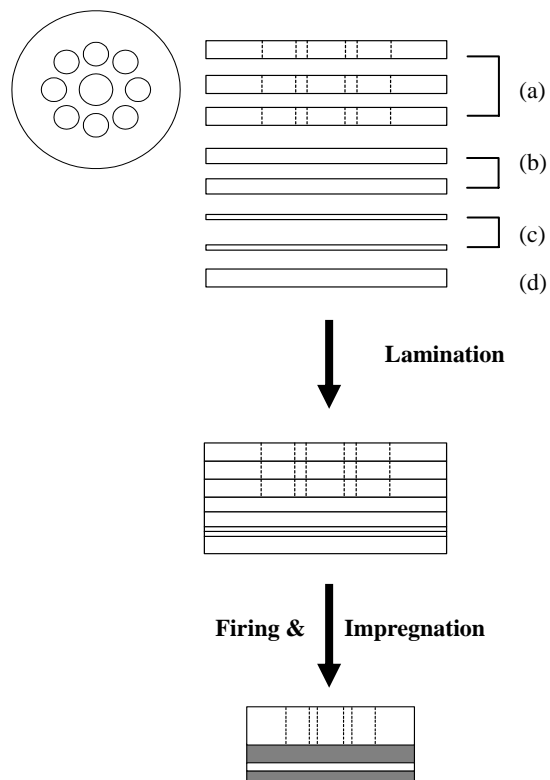 (a)
(b)
(c)
(d)
Lamination
Firing & Impregnation